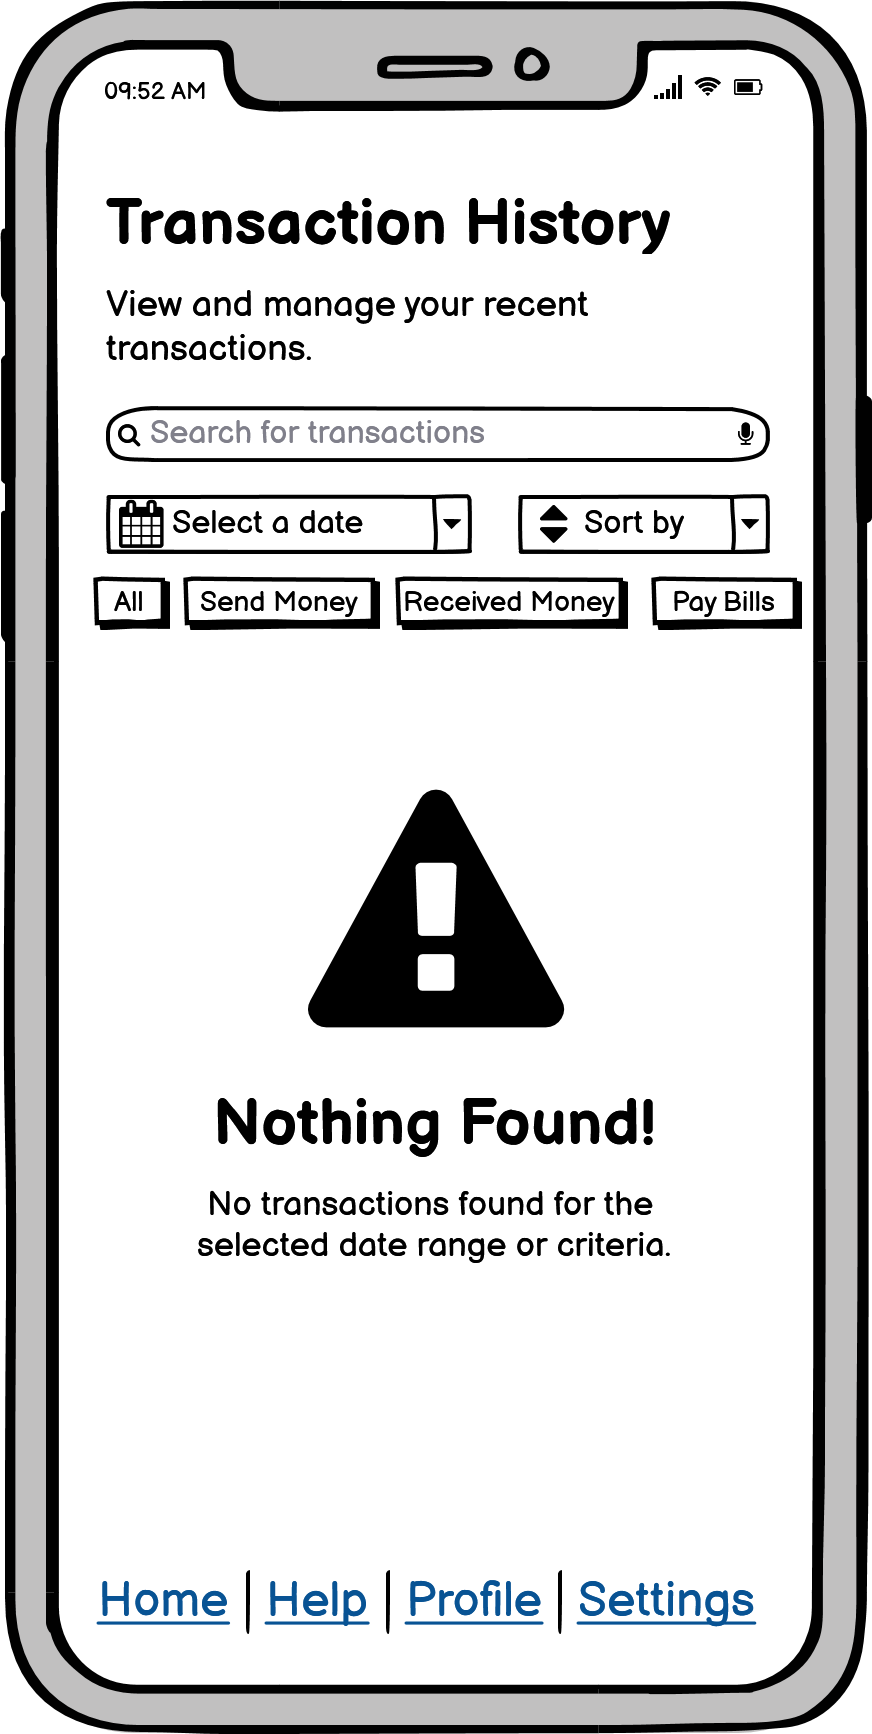 09:52 AM
Transaction History
View and manage your recent
transactions.
Search for transactions
Select a date
Sort by
All
Send Money
Received Money
Pay Bills
Nothing Found!
No transactions found for the
selected date range or criteria.
Home | Help | Profile | Settings